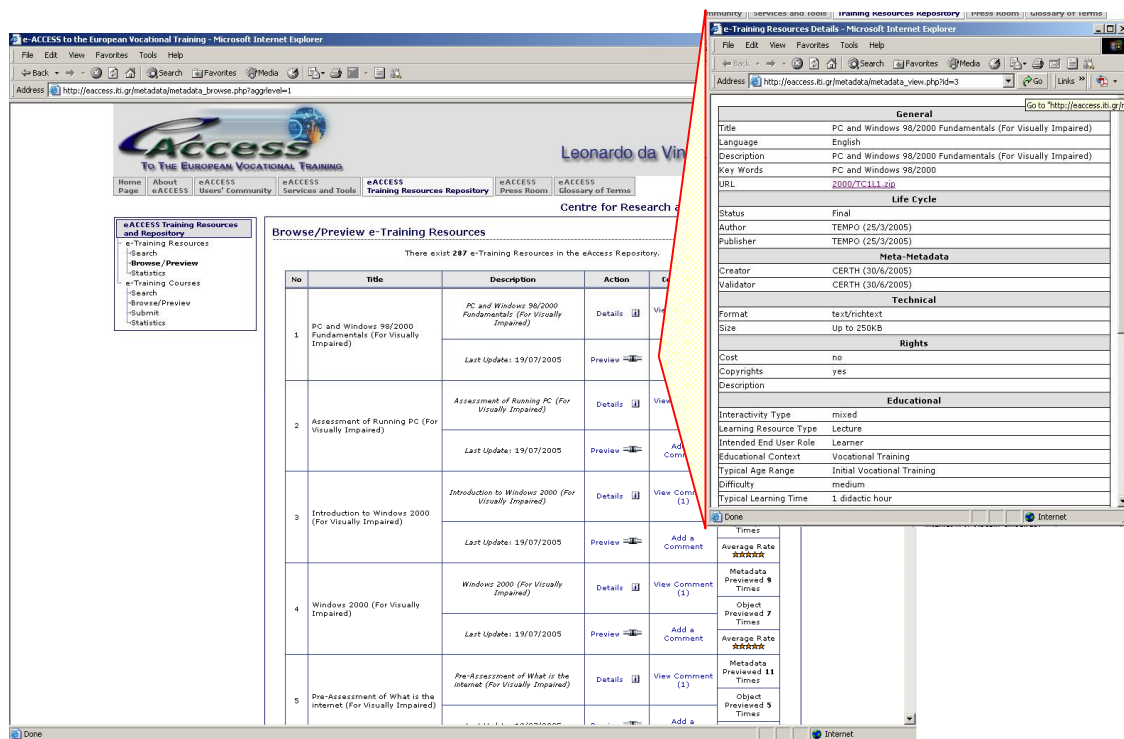 e-ACCESS to the European Vocational Training - Microsoft Internet Explorer
File Edit View Favorites Tools Help
Back Search Favorites Media
Address http://eaccess.iti.gr/metadata/metadata_browse.php?aggrlevel=1
eAccess
TO THE EUROPEAN VOCATIONAL TRAINING
Leonardo da Vin
Home Page
About eACCESS
eACCESS Users' Community
eACCESS Services and Tools
eACCESS Training Resources Repository
eACCESS Press Room
eACCESS Glossary of Terms
Centre for Resea
eACCESS Training Resources and Repository
e-Training Resources
Search
Browse/Preview
Statistics
e-Training Courses
Search
Browse/Preview
Submit
Statistics
Browse/Preview e-Training Resources
There exist 287 e-Training Resources in the eAccess Repository.
No Title Description Action
1
PC and Windows 98/2000 Fundamentals (For Visually Impaired)
PC and Windows 98/2000 Fundamentals (For Visually Impaired)
Details
Last Update: 19/07/2005
Preview
2
Assessment of Running PC (For Visually Impaired)
Assessment of Running PC (For Visually Impaired)
Details
Last Update: 19/07/2005
Preview
3
Introduction to Windows 2000 (For Visually Impaired)
Introduction to Windows 2000 (For Visually Impaired)
Details
View Comm
(1)
Last Update: 19/07/2005
Preview
Add a Comment
Times
Average Rate
4
Windows 2000 (For Visually Impaired)
Windows 2000 (For Visually Impaired)
Details
View Comment (1)
Metadata Previewed 9 Times
Object Previewed 7 Times
Last Update: 19/07/2005
Preview
Add a Comment
Average Rate
5
Pre-Assessment of What is the internet (For Visually Impaired)
Pre-Assessment of What is the internet (For Visually Impaired)
Details
View Comment (1)
Metadata Previewed 11 Times
Object Previewed 5 Times
Add a
Done
Internet
Services and Tools Training Resources Repository Press Room Glossary of Terms
e-Training Resources Details - Microsoft Internet Explorer
File Edit View Favorites Tools Help
Back Search Favorites Media
Address http://eaccess.iti.gr/metadata/metadata_view.php?id=3 Go Links »
Go to "http://eaccess.iti.gr/
General
Title PC and Windows 98/2000 Fundamentals (For Visually Impaired)
Language English
Description PC and Windows 98/2000 Fundamentals (For Visually Impaired)
Key Words PC and Windows 98/2000
URL 2000/TC1L1.zip
Life Cycle
Status Final
Author TEMPO (25/3/2005)
Publisher TEMPO (25/3/2005)
Meta-Metadata
Creator CERTH (30/6/2005)
Validator CERTH (30/6/2005)
Technical
Format text/richtext
Size Up to 250KB
Rights
Cost no
Copyrights yes
Description
Educational
Interactivity Type mixed
Learning Resource Type Lecture
Intended End User Role Learner
Educational Context Vocational Training
Typical Age Range Initial Vocational Training
Difficulty medium
Typical Learning Time 1 didactic hour
Done
Internet